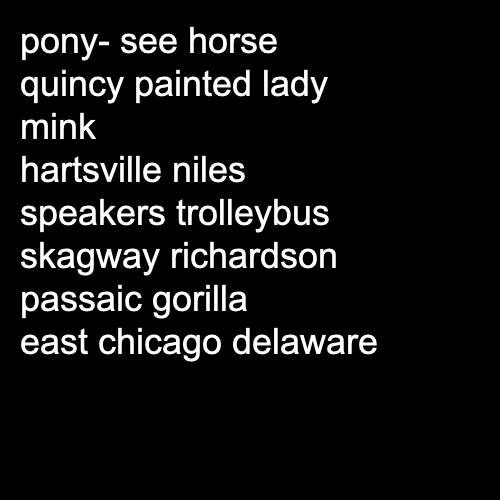 pony- see horse
quincy painted lady
mink
hartsville niles
speakers trolleybus
skagway richardson
passaic gorilla
east chicago delaware